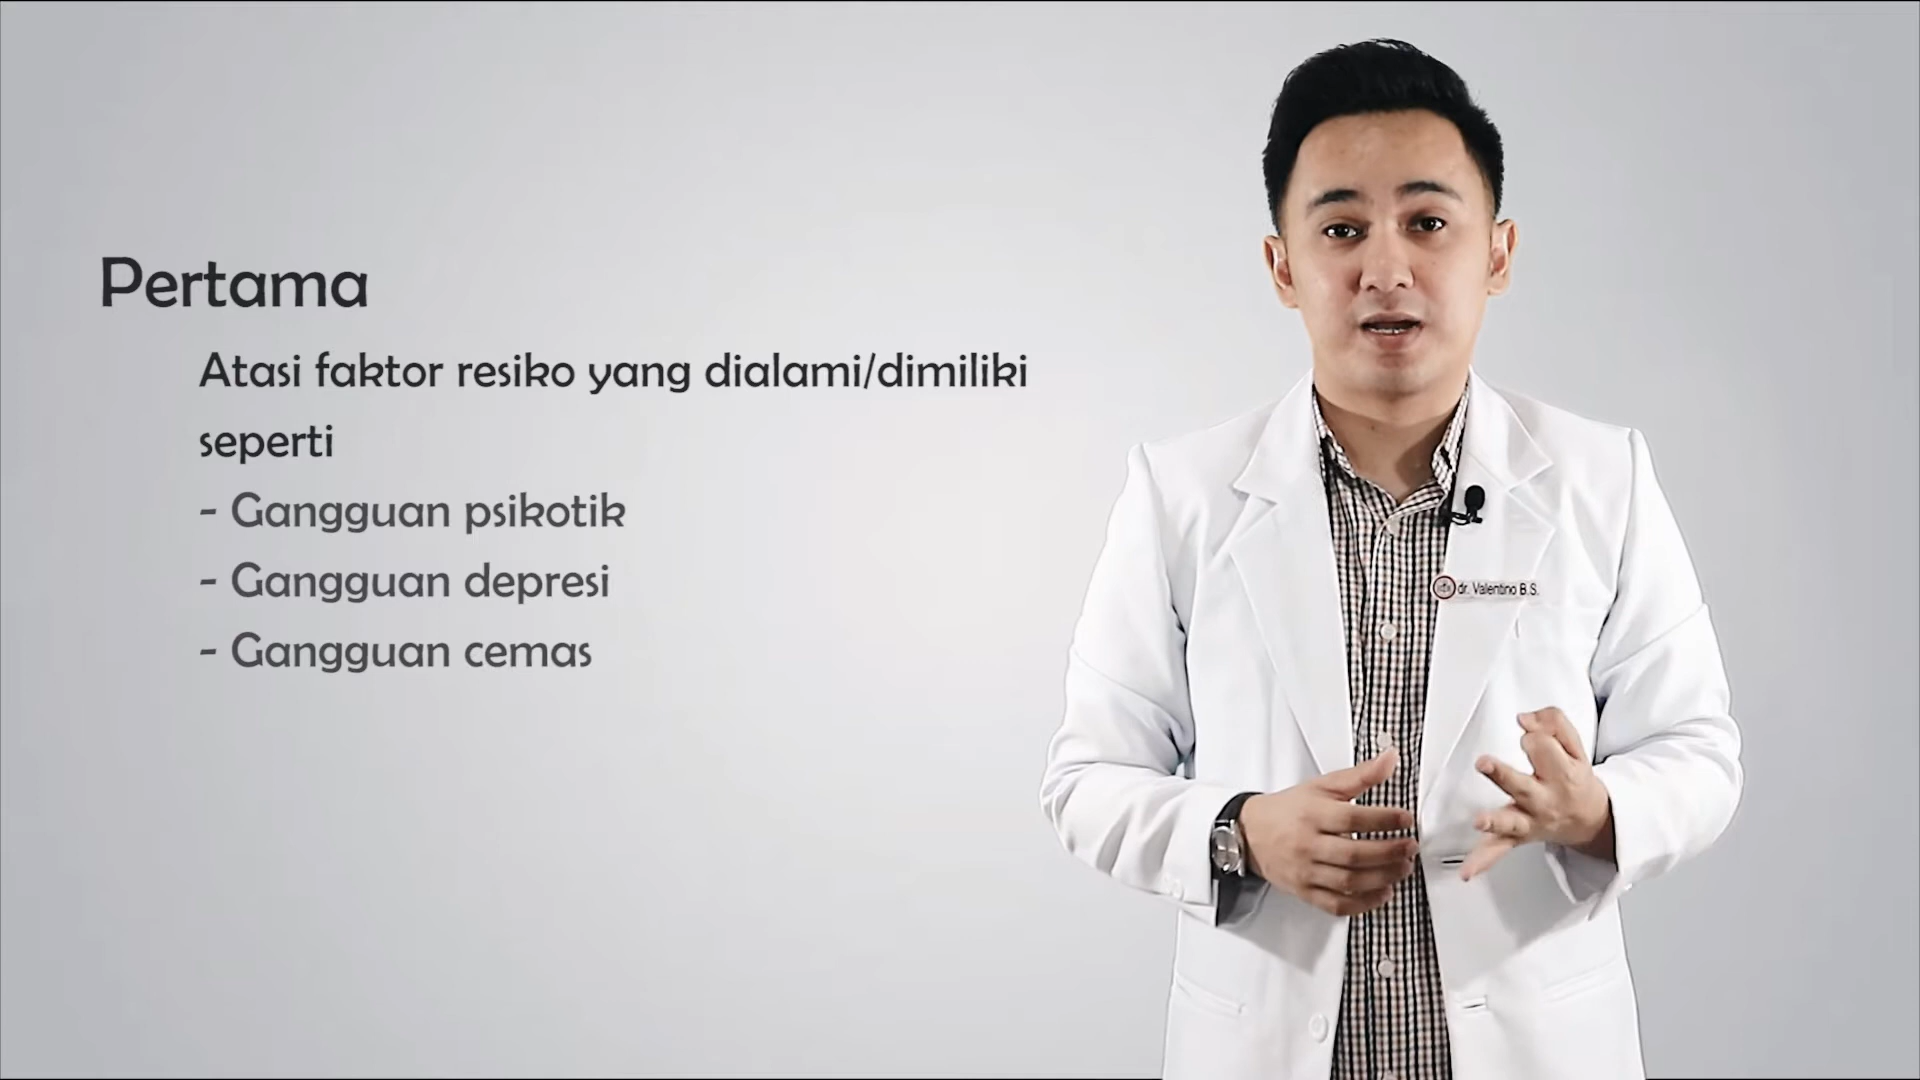 Pertama
Atasi faktor resiko yang dialami/dimiliki
seperti
- Gangguan psikotik
- Gangguan depresi
- Gangguan cemas
dr. Valentino B.S.